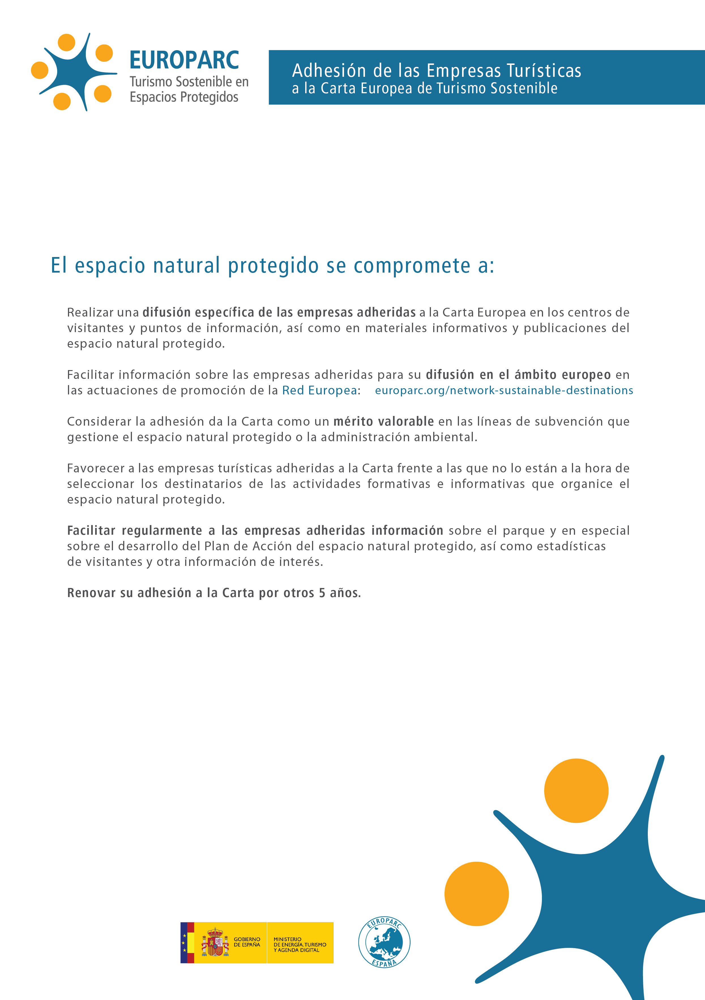 EUROPARC
Turismo Sostenible en
Espacios Protegidos
Adhesión de las Empresas Turísticas
a la Carta Europea de Turismo Sostenible
El espacio natural protegido se compromete a:
Realizar una difusión específica de las empresas adheridas a la Carta Europea en los centros de
visitantes y puntos de información, así como en materiales informativos y publicaciones del
espacio natural protegido.
Facilitar información sobre las empresas adheridas para su difusión en el ámbito europeo en
las actuaciones de promoción de la Red Europea: europarc.org/network-sustainable-destinations
Considerar la adhesión da la Carta como un mérito valorable en las líneas de subvención que
gestione el espacio natural protegido o la administración ambiental.
Favorecer a las empresas turísticas adheridas a la Carta frente a las que no lo están a la hora de
seleccionar los destinatarios de las actividades formativas e informativas que organice el
espacio natural protegido.
Facilitar regularmente a las empresas adheridas información sobre el parque y en especial
sobre el desarrollo del Plan de Acción del espacio natural protegido, así como estadísticas
de visitantes y otra información de interés.
Renovar su adhesión a la Carta por otros 5 años.
GOBIERNO
DE ESPAÑA
MINISTERIO
DE ENERGÍA, TURISMO
Y AGENDA DIGITAL
EUROPARC
ESPAÑA